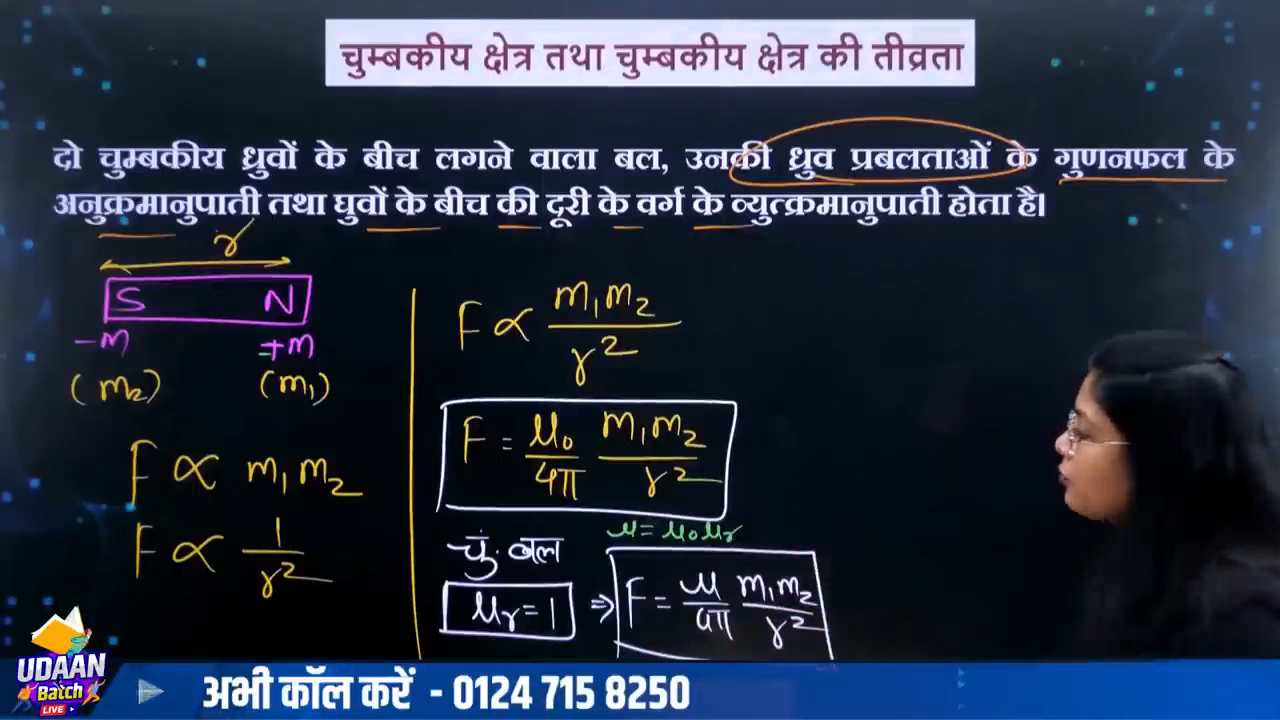 चुम्बकीय क्षेत्र तथा चुम्बकीय क्षेत्र की तीव्रता
दो चुम्बकीय ध्रुवों के बीच लगने वाला बल, उनकी ध्रुव प्रबलताओं के गुणनफल के
अनुक्रमानुपाती तथा घुवों के बीच की दूरी के वर्ग के व्युत्क्रमानुपाती होता है।
r
S N
-m +m
(m₂) (m₁)
F ∝ m₁m₂
F ∝ 1/r²
F ∝ m₁m₂/r²
F = μ₀/4π m₁m₂/r²
चुं. बल μ = μ₀μr
μr = 1 ⇒ F = μ/4π m₁m₂/r²
UDAAN
Batch
LIVE
अभी कॉल करें - 0124 715 8250